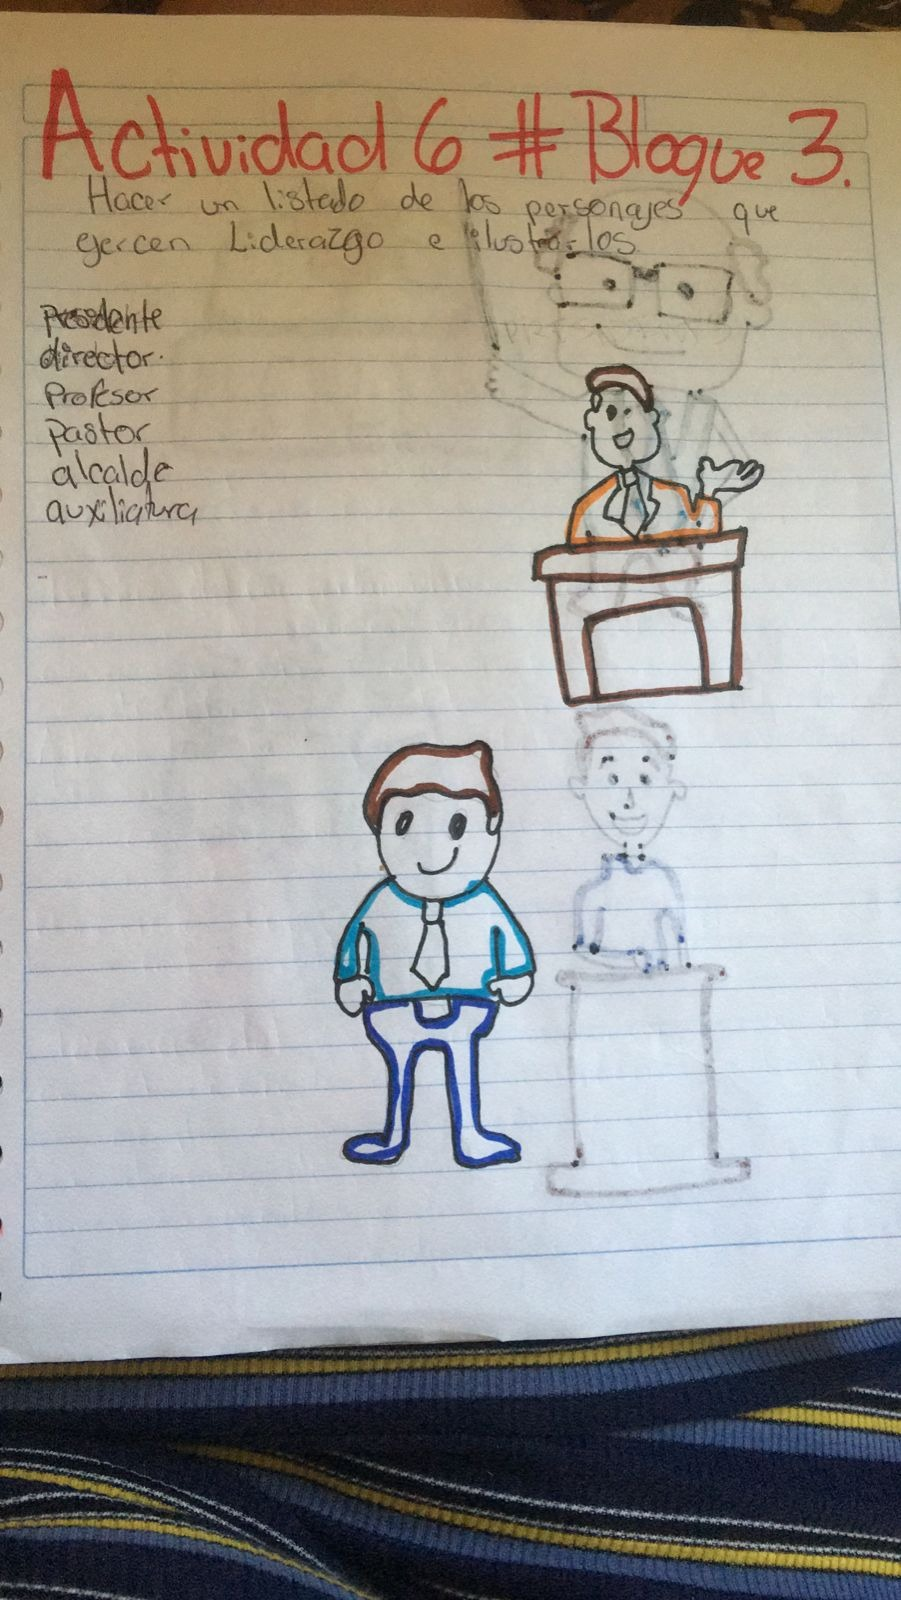 Actividad 6 # Bloque 3.
Hacer un listado de los personajes que
ejercen Liderazgo e ilustrarlos
presidente
director.
Profesor
pastor
alcalde
auxiliatura